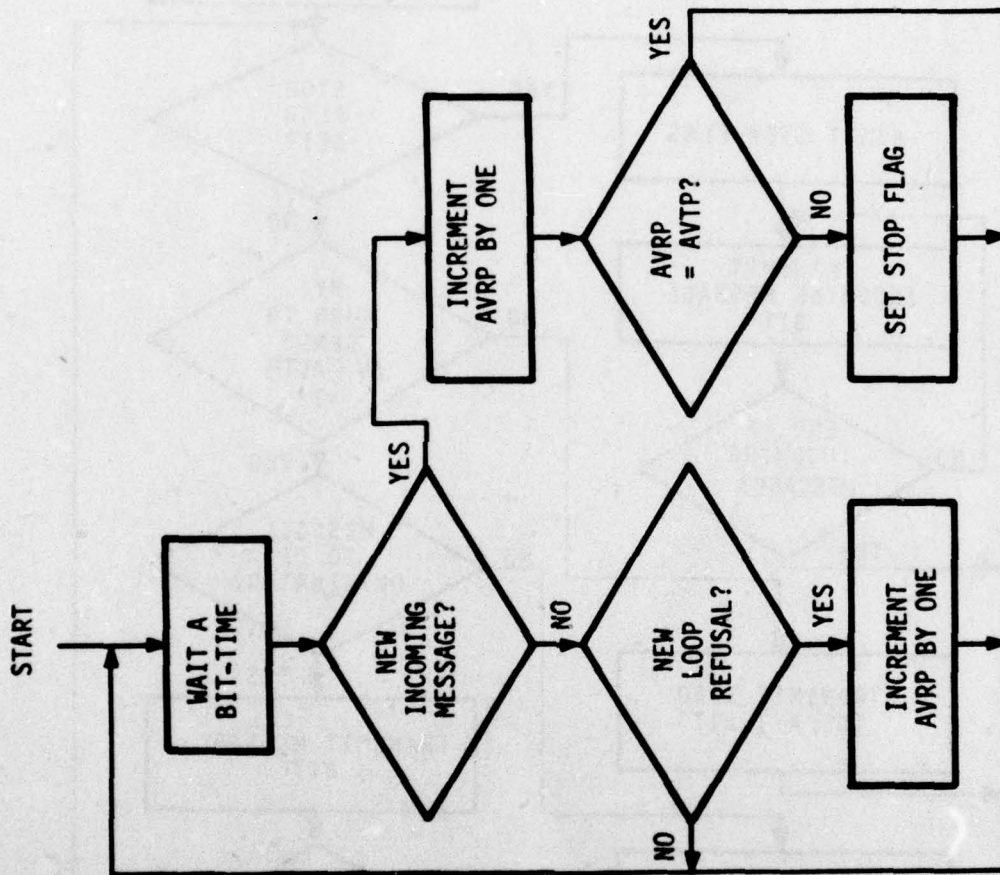 START
WAIT A
BIT-TIME
NEW
INCOMING
MESSAGE?
YES
NO
NEW
LOOP
REFUSAL?
NO
YES
INCREMENT
AVRP BY ONE
INCREMENT
AVRP BY ONE
AVRP
= AVTP?
YES
NO
SET STOP FLAG